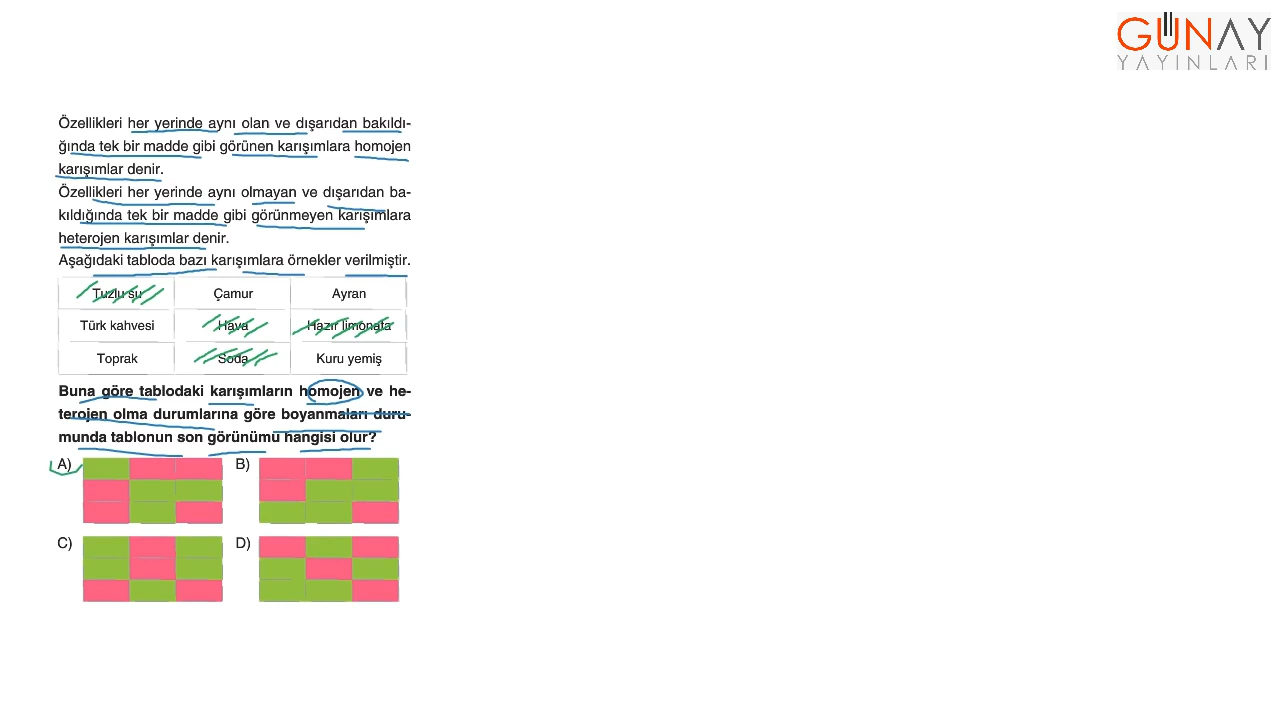 GÜNAY
YAYINLARI
Özellikleri her yerinde aynı olan ve dışarıdan bakıldı-
ğında tek bir madde gibi görünen karışımlara homojen
karışımlar denir.
Özellikleri her yerinde aynı olmayan ve dışarıdan ba-
kıldığında tek bir madde gibi görünmeyen karışımlara
heterojen karışımlar denir.
Aşağıdaki tabloda bazı karışımlara örnekler verilmiştir.
Tuzlu su Çamur Ayran
Türk kahvesi Hava Hazır limonata
Toprak Soda Kuru yemiş
Buna göre tablodaki karışımların homojen ve he-
terojen olma durumlarına göre boyanmaları duru-
munda tablonun son görünümü hangisi olur?
A) B)
C) D)